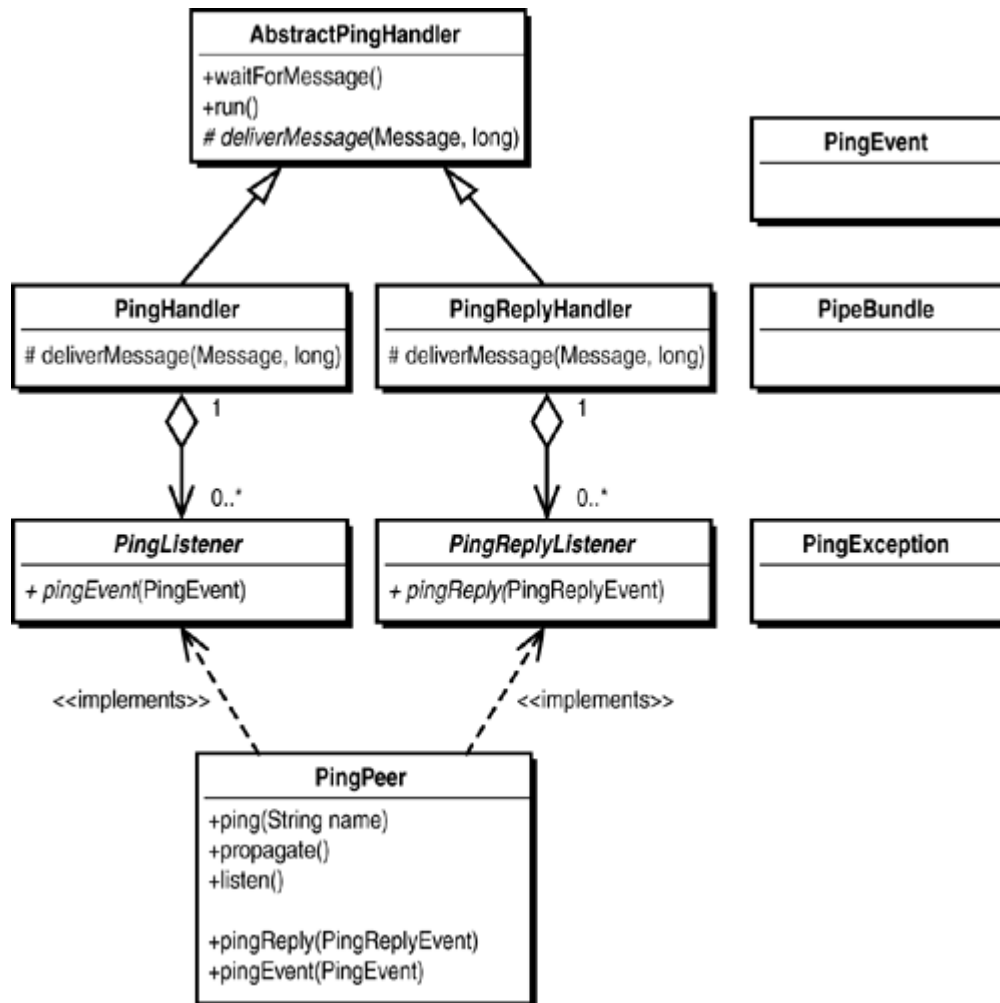 AbstractPingHandler
+waitForMessage()
+run()
# deliverMessage(Message, long)
PingEvent
PingHandler
# deliverMessage(Message, long)
PingReplyHandler
# deliverMessage(Message, long)
PipeBundle
1
1
0..*
0..*
PingListener
+ pingEvent(PingEvent)
PingReplyListener
+ pingReply(PingReplyEvent)
PingException
<<implements>>
<<implements>>
PingPeer
+ping(String name)
+propagate()
+listen()
+pingReply(PingReplyEvent)
+pingEvent(PingEvent)